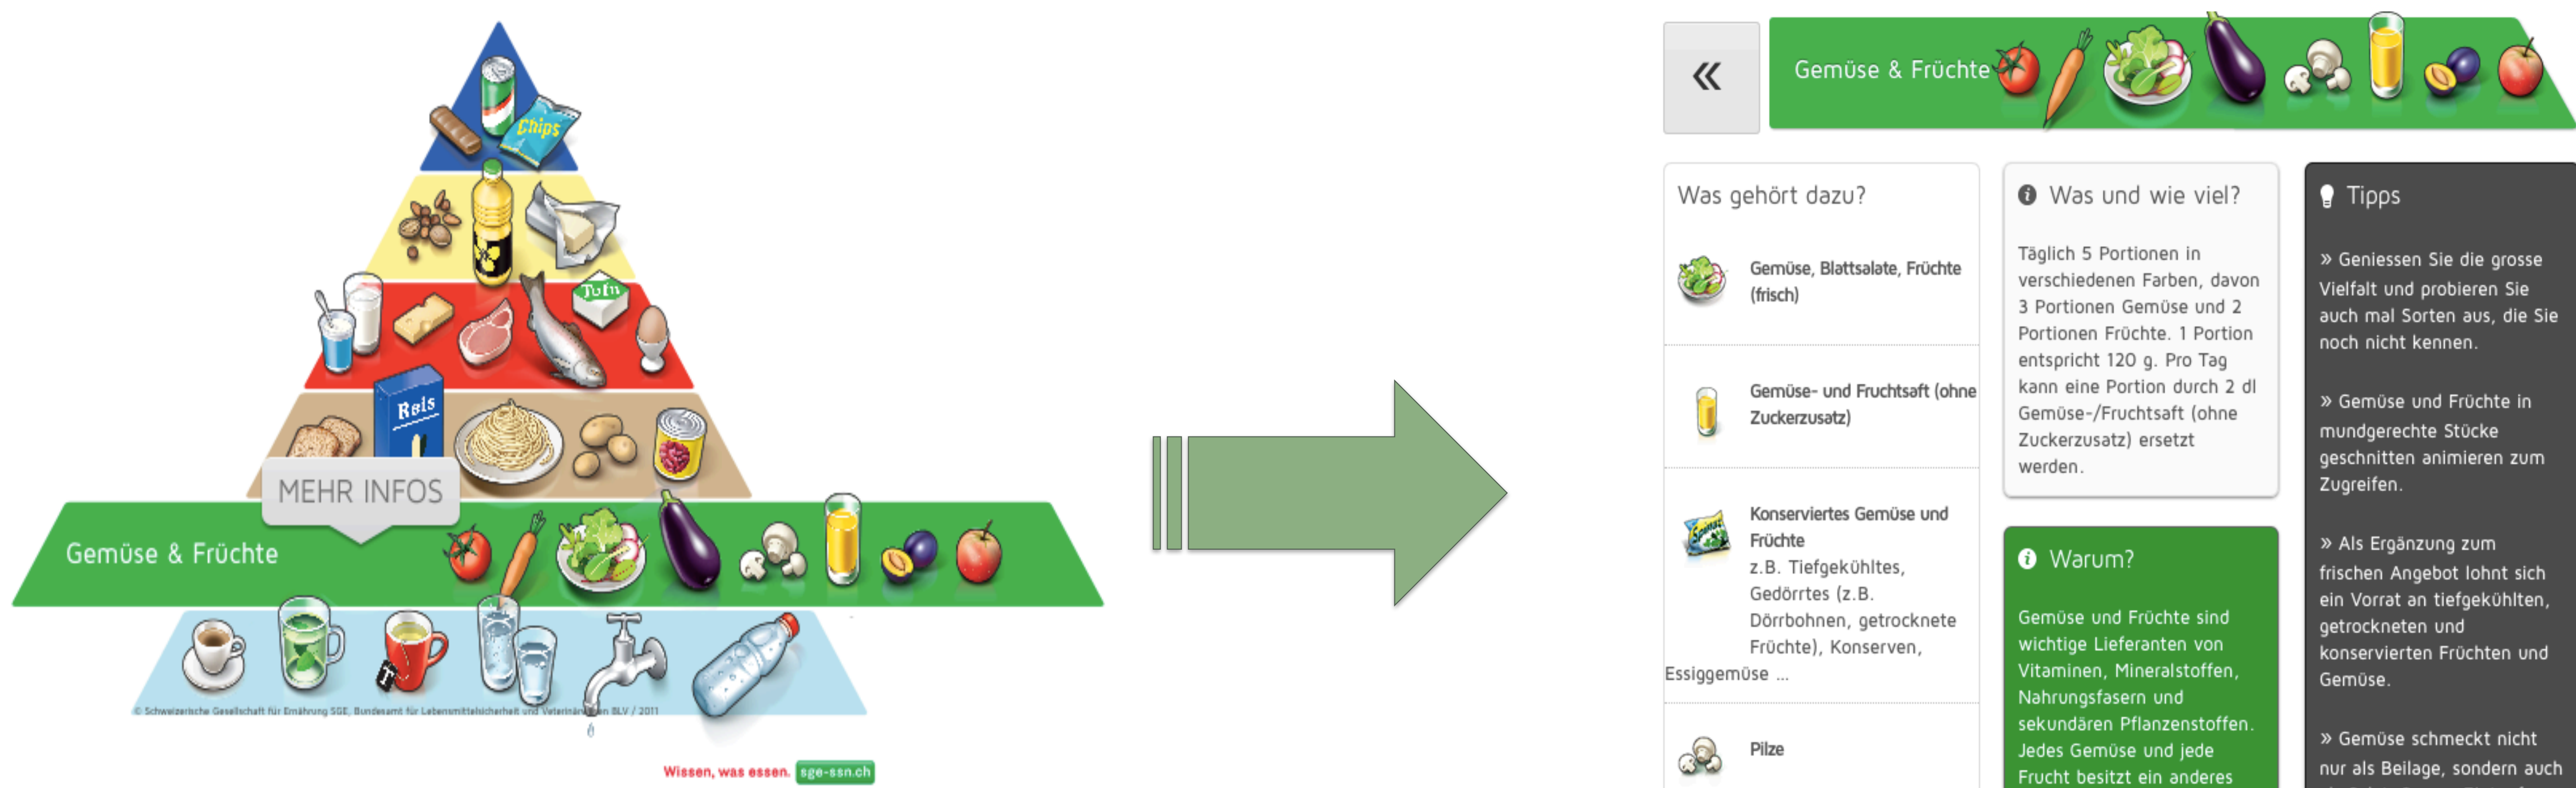 Chips
Tofu
Reis
MEHR INFOS
Gemüse & Früchte
© Schweizerische Gesellschaft für Ernährung SGE, Bundesamt für Lebensmittelsicherheit und Veterinärwesen BLV / 2011
Wissen, was essen. sge-ssn.ch
«
Gemüse & Früchte
Was gehört dazu?
Gemüse, Blattsalate, Früchte
(frisch)
Gemüse- und Fruchtsaft (ohne
Zuckerzusatz)
Konserviertes Gemüse und
Früchte
z.B. Tiefgekühltes,
Gedörrtes (z.B.
Dörrbohnen, getrocknete
Früchte), Konserven,
Essiggemüse ...
Pilze
Was und wie viel?
Täglich 5 Portionen in
verschiedenen Farben, davon
3 Portionen Gemüse und 2
Portionen Früchte. 1 Portion
entspricht 120 g. Pro Tag
kann eine Portion durch 2 dl
Gemüse-/Fruchtsaft (ohne
Zuckerzusatz) ersetzt
werden.
Warum?
Gemüse und Früchte sind
wichtige Lieferanten von
Vitaminen, Mineralstoffen,
Nahrungsfasern und
sekundären Pflanzenstoffen.
Jedes Gemüse und jede
Frucht besitzt ein anderes
Tipps
» Geniessen Sie die grosse
Vielfalt und probieren Sie
auch mal Sorten aus, die Sie
noch nicht kennen.
» Gemüse und Früchte in
mundgerechte Stücke
geschnitten animieren zum
Zugreifen.
» Als Ergänzung zum
frischen Angebot lohnt sich
ein Vorrat an tiefgekühlten,
getrockneten und
konservierten Früchten und
Gemüse.
» Gemüse schmeckt nicht
nur als Beilage, sondern auch